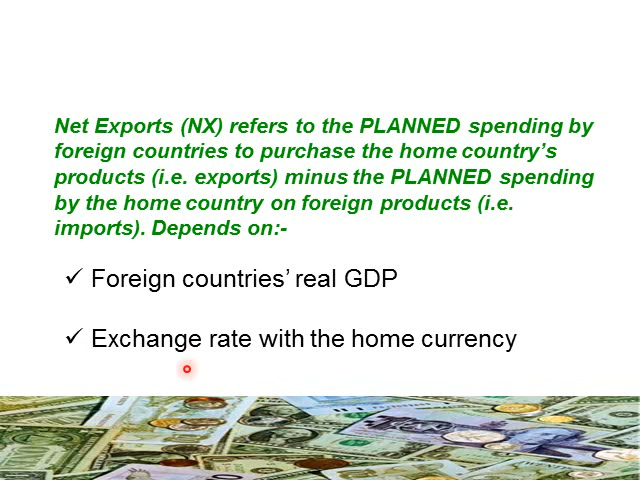 Net Exports (NX) refers to the PLANNED spending by
foreign countries to purchase the home country’s
products (i.e. exports) minus the PLANNED spending
by the home country on foreign products (i.e.
imports). Depends on:-
✓ Foreign countries’ real GDP
✓ Exchange rate with the home currency